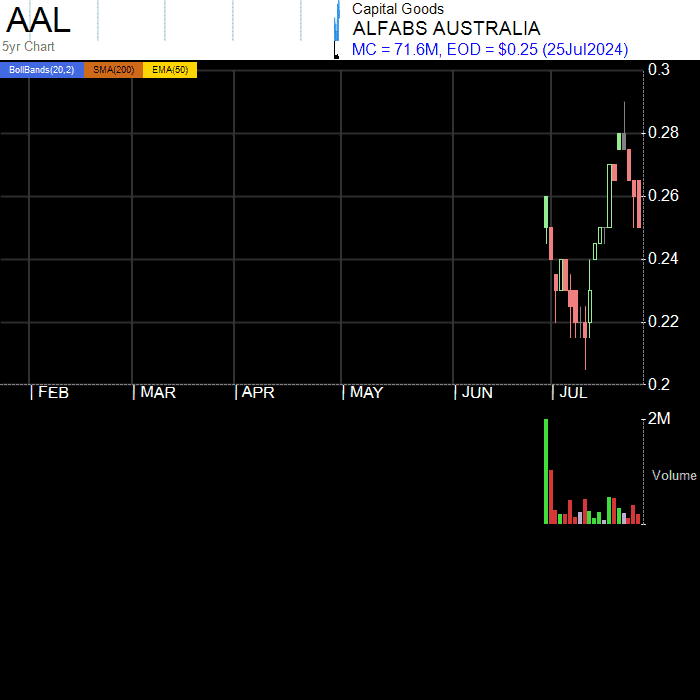 AAL
5yr Chart
Capital Goods
ALFABS AUSTRALIA
MC = 71.6M, EOD = $0.25 (25Jul2024)
BollBands(20,2) SMA(200) EMA(50)
0.3
0.28
0.26
0.24
0.22
0.2
FEB MAR APR MAY JUN JUL
2M
Volume